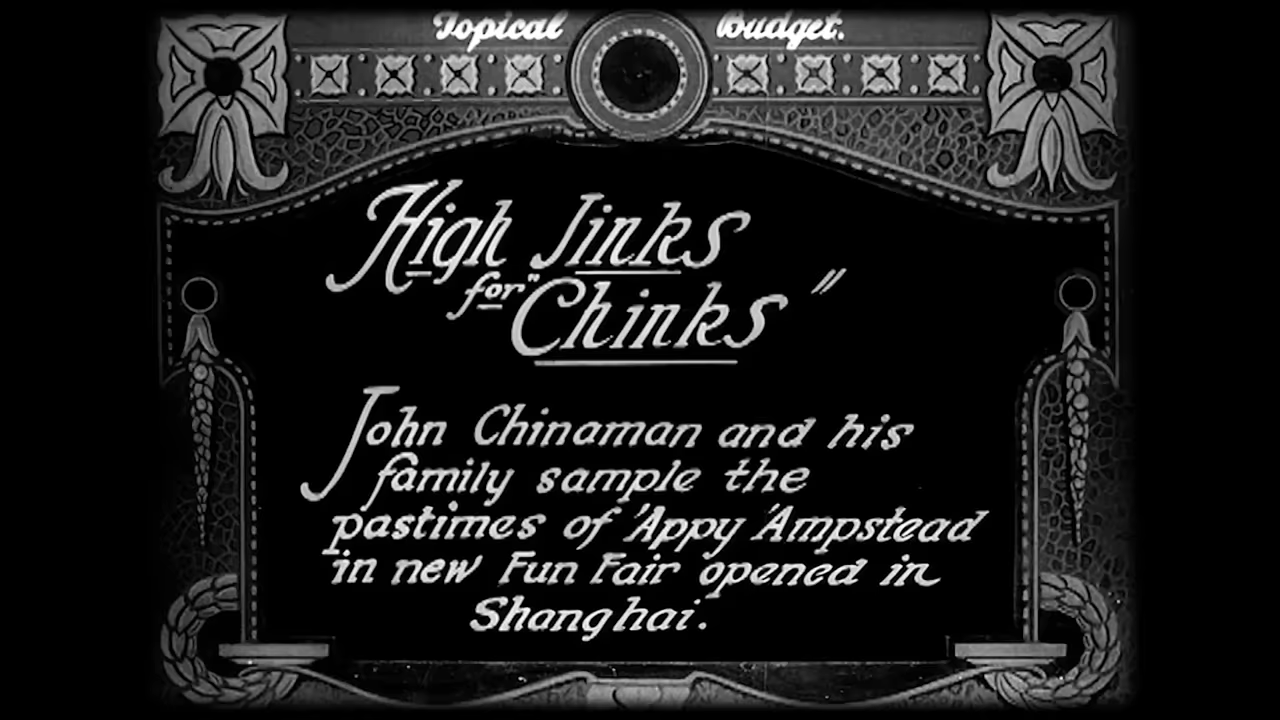 Topical Budget.
High Jinks
for "Chinks"
John Chinaman and his
family sample the
pastimes of 'Appy 'Ampstead
in new Fun Fair opened in
Shanghai.